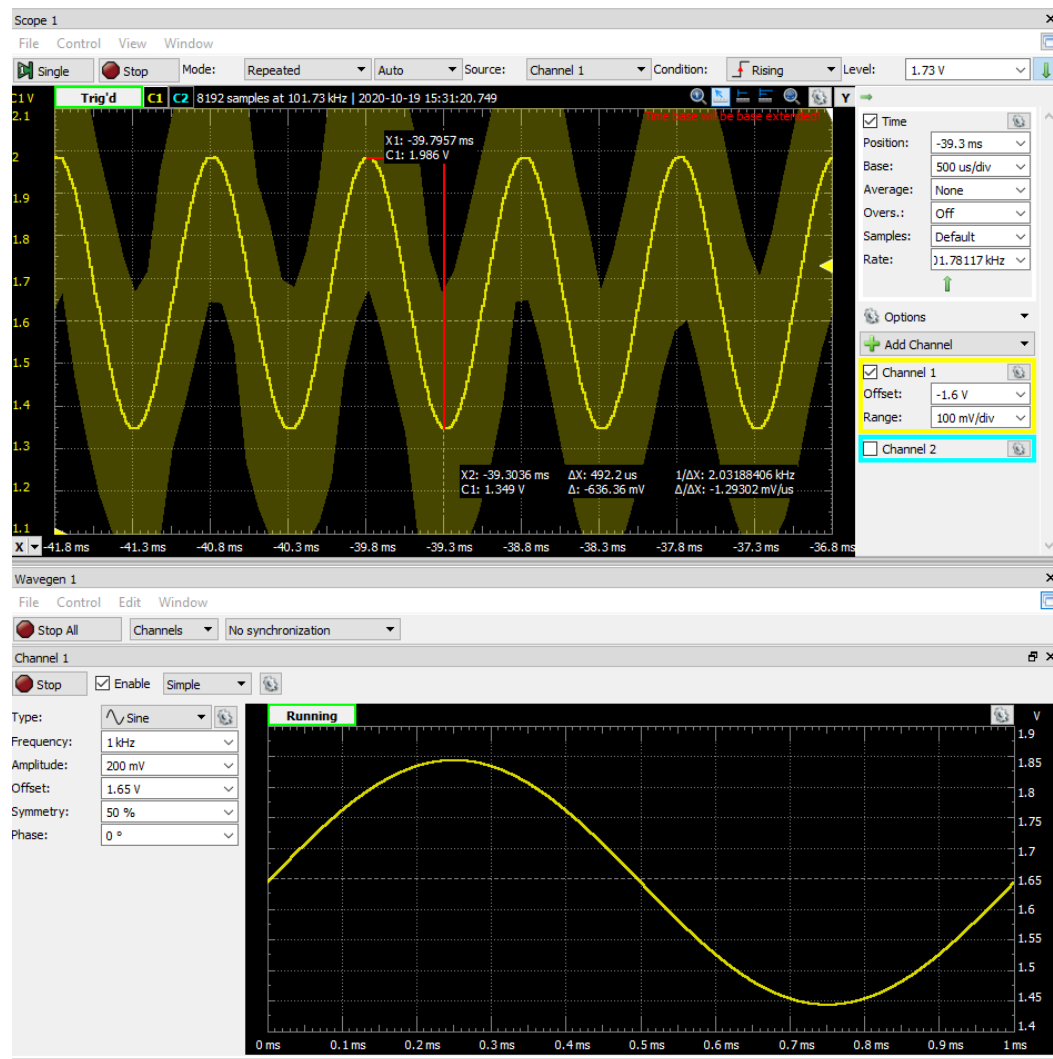 Scope 1
File Control View Window
Single Stop Mode: Repeated Auto Source: Channel 1 Condition: Rising Level: 1.73 V
C1 V Trig'd C1 C2 8192 samples at 101.73 kHz | 2020-10-19 15:31:20.749 Y
Time base will be base extended!
2.1
2
1.9
1.8
1.7
1.6
1.5
1.4
1.3
1.2
1.1
X1: -39.7957 ms
C1: 1.986 V
X2: -39.3036 ms ΔX: 492.2 us 1/ΔX: 2.03188406 kHz
C1: 1.349 V Δ: -636.36 mV Δ/ΔX: -1.29302 mV/us
X -41.8 ms -41.3 ms -40.8 ms -40.3 ms -39.8 ms -39.3 ms -38.8 ms -38.3 ms -37.8 ms -37.3 ms -36.8 ms
Time
Position: -39.3 ms
Base: 500 us/div
Average: None
Overs.: Off
Samples: Default
Rate: 01.78117 kHz
Options
Add Channel
Channel 1
Offset: -1.6 V
Range: 100 mV/div
Channel 2
Wavegen 1
File Control Edit Window
Stop All Channels No synchronization
Channel 1
Stop Enable Simple
Type: Sine
Frequency: 1 kHz
Amplitude: 200 mV
Offset: 1.65 V
Symmetry: 50 %
Phase: 0 °
Running V
1.9
1.85
1.8
1.75
1.7
1.65
1.6
1.55
1.5
1.45
1.4
0 ms 0.1 ms 0.2 ms 0.3 ms 0.4 ms 0.5 ms 0.6 ms 0.7 ms 0.8 ms 0.9 ms 1 ms